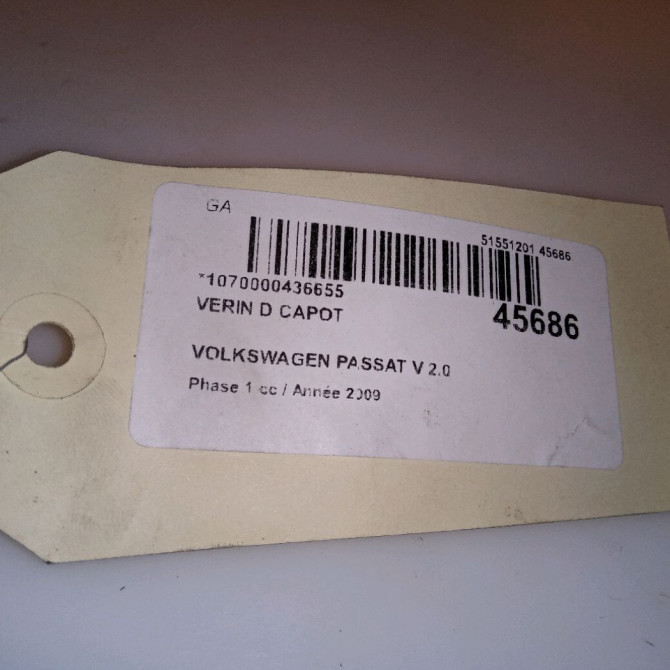 GA
51551201 45686
*1070000436655
45686
VERIN D CAPOT
VOLKSWAGEN PASSAT V 2.0
Phase 1 cc / Année 2009